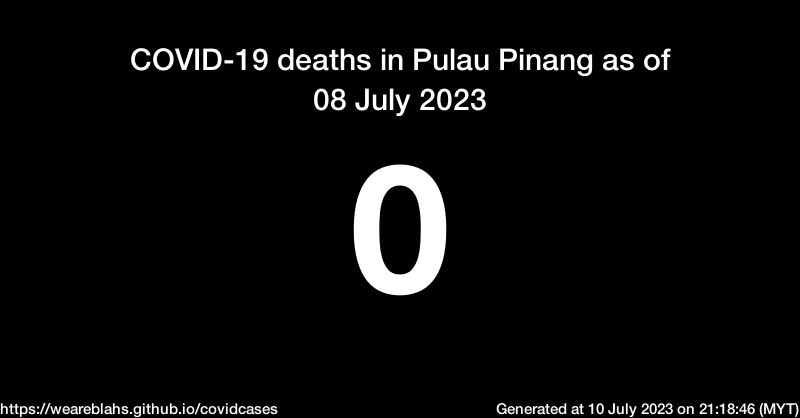 COVID-19 deaths in Pulau Pinang as of
08 July 2023
0
https://weareblahs.github.io/covidcases
Generated at 10 July 2023 on 21:18:46 (MYT)